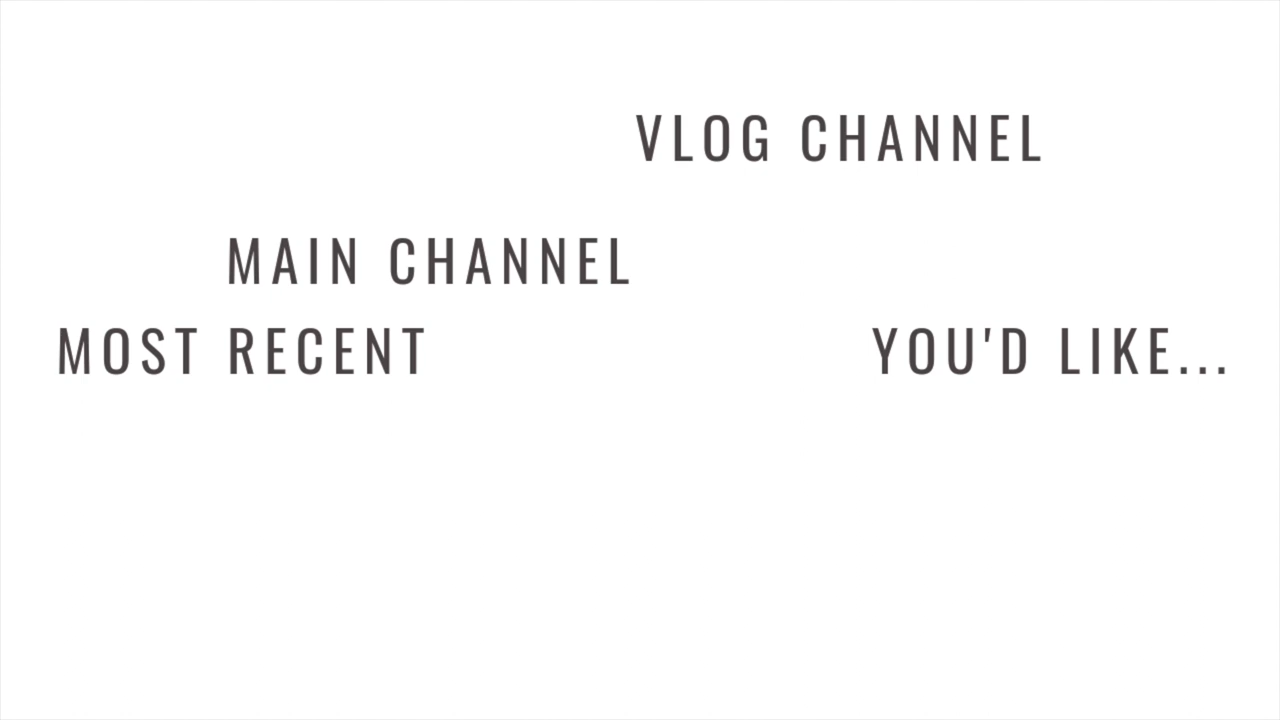 VLOG CHANNEL
MAIN CHANNEL
MOST RECENT
YOU'D LIKE...